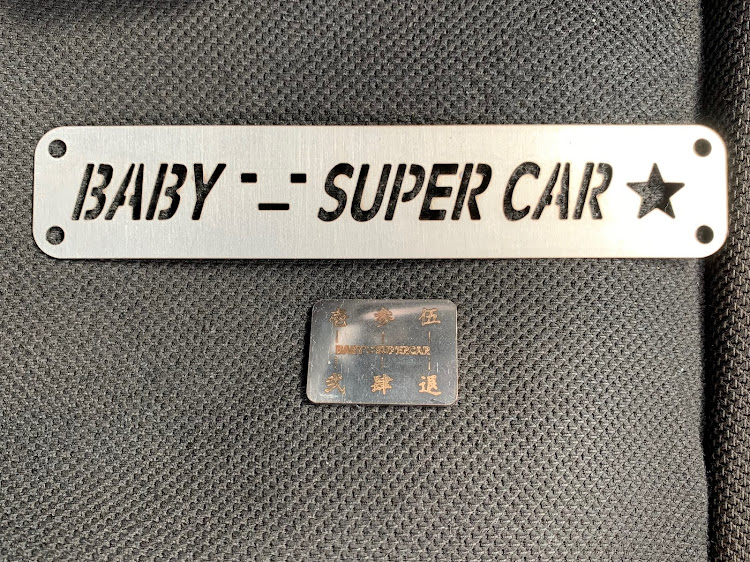 BABY -_- SUPER CAR ★
壱 参 伍
BABY-_-SUPERCAR
弐 肆 退